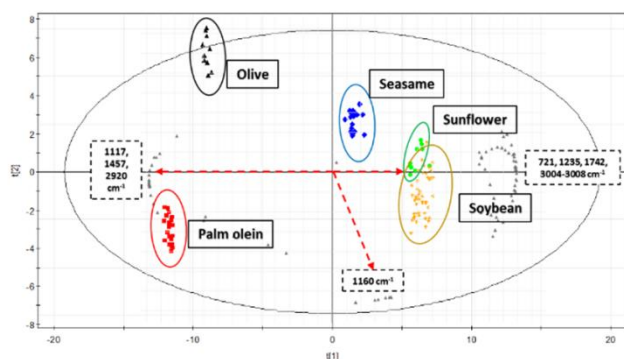 8
6
4
2
0
-2
-4
-6
-8
t[2]
Olive
Seasame
Sunflower
1117,
1457,
2920
cm-1
721, 1235, 1742,
3004-3008 cm-1
Palm olein
Soybean
1160 cm-1
-20
-10
0
10
20
t[1]